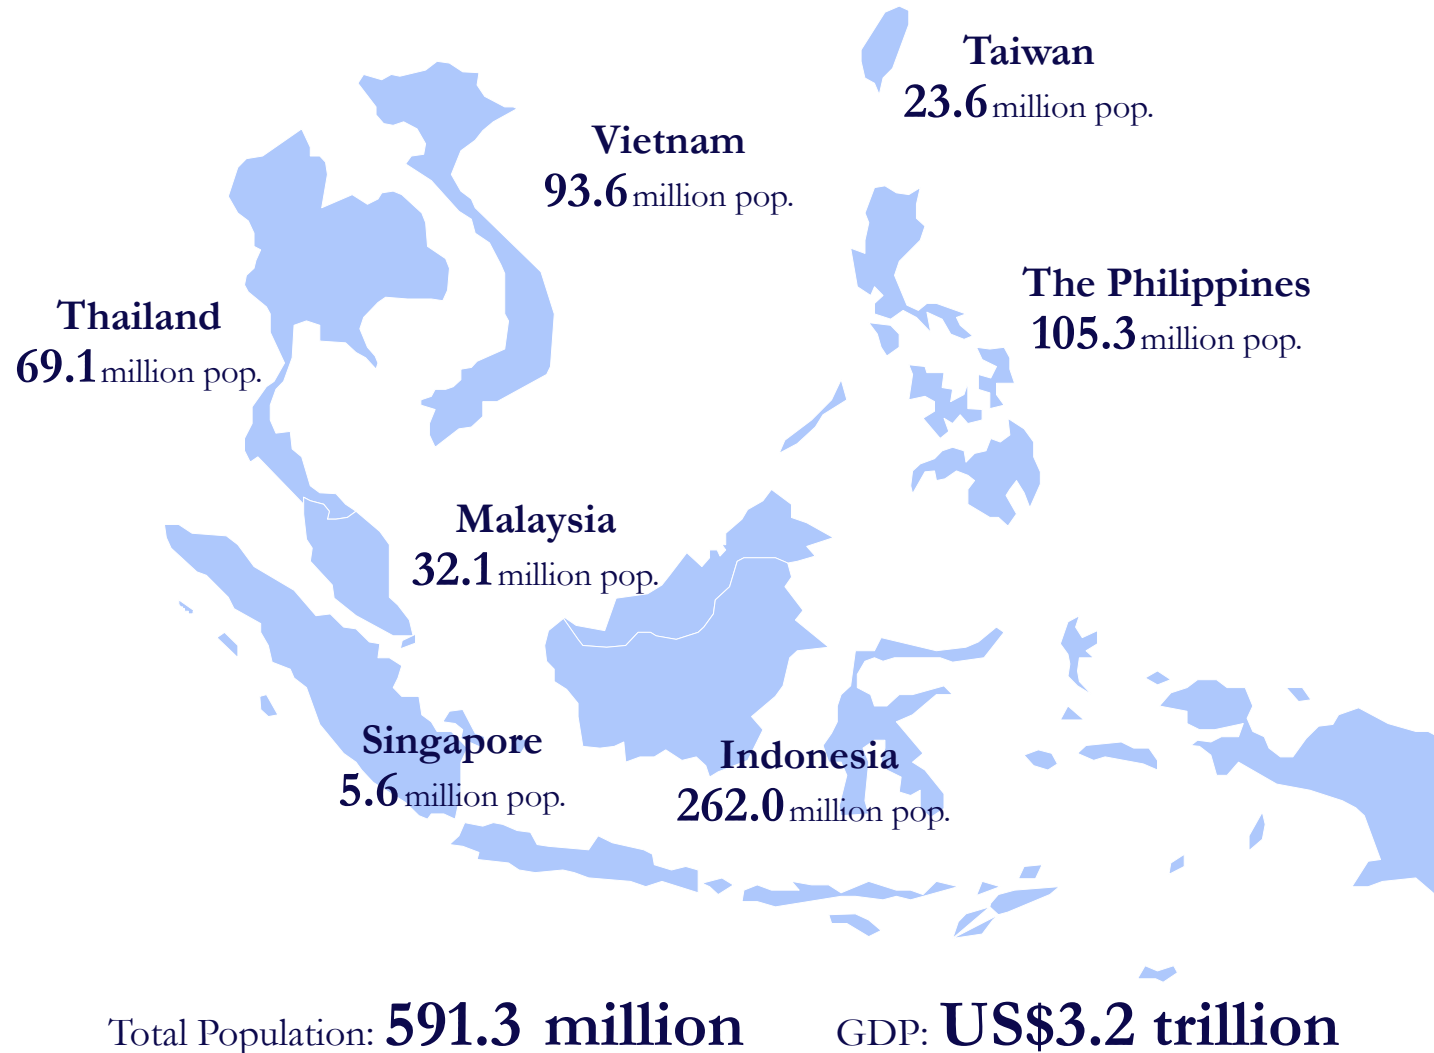 Taiwan
23.6 million pop.
Vietnam
93.6 million pop.
The Philippines
105.3 million pop.
Thailand
69.1 million pop.
Malaysia
32.1 million pop.
Singapore
5.6 million pop.
Indonesia
262.0 million pop.
Total Population: 591.3 million
GDP: US$3.2 trillion